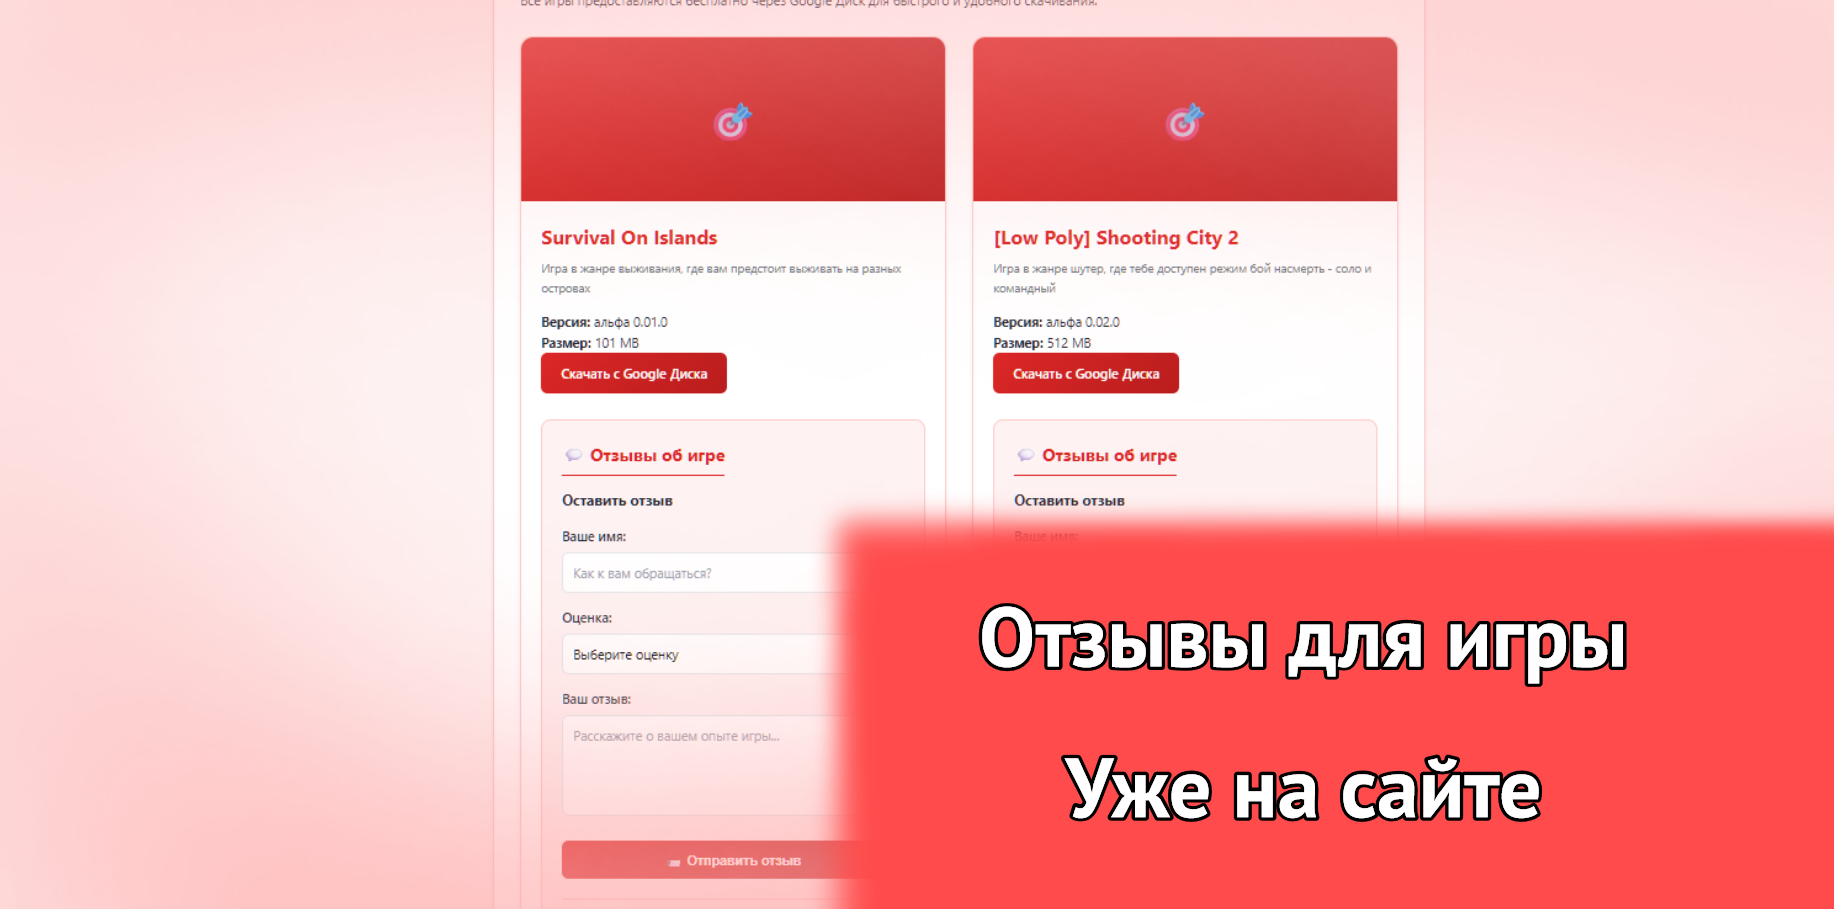 Все игры предоставляются бесплатно через Google Диск для быстрого и удобного скачивания.
Survival On Islands
Игра в жанре выживания, где вам предстоит выживать на разных
островах
Версия: альфа 0.01.0
Размер: 101 MB
Скачать с Google Диска
Отзывы об игре
Оставить отзыв
Ваше имя:
Как к вам обращаться?
Оценка:
Выберите оценку
Ваш отзыв:
Расскажите о вашем опыте игры...
Отправить отзыв
[Low Poly] Shooting City 2
Игра в жанре шутер, где тебе доступен режим бой насмерть - соло и
командный
Версия: альфа 0.02.0
Размер: 512 MB
Скачать с Google Диска
Отзывы об игре
Оставить отзыв
Ваше имя:
Отзывы для игры
Уже на сайте